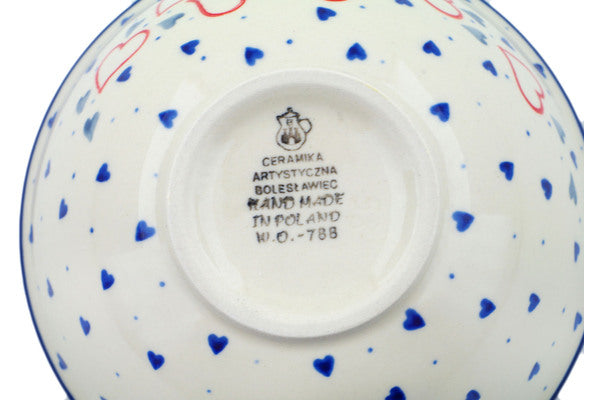 CERAMIKA
ARTYSTYCZNA
BOLESŁAWIEC
HAND MADE
IN POLAND
W.O.-788